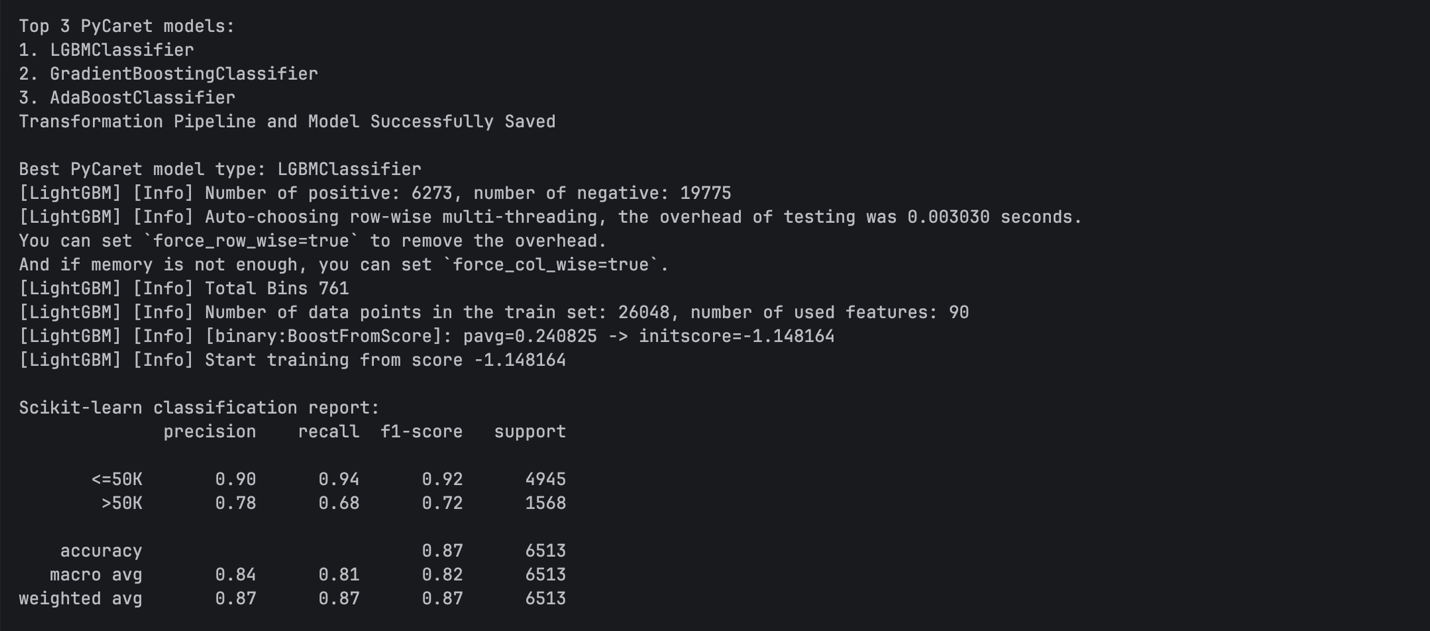 Top 3 PyCaret models:
1. LGBMClassifier
2. GradientBoostingClassifier
3. AdaBoostClassifier
Transformation Pipeline and Model Successfully Saved
Best PyCaret model type: LGBMClassifier
[LightGBM] [Info] Number of positive: 6273, number of negative: 19775
[LightGBM] [Info] Auto-choosing row-wise multi-threading, the overhead of testing was 0.003030 seconds.
You can set `force_row_wise=true` to remove the overhead.
And if memory is not enough, you can set `force_col_wise=true`.
[LightGBM] [Info] Total Bins 761
[LightGBM] [Info] Number of data points in the train set: 26048, number of used features: 90
[LightGBM] [Info] [binary:BoostFromScore]: pavg=0.240825 -> initscore=-1.148164
[LightGBM] [Info] Start training from score -1.148164
Scikit-learn classification report:
precision recall f1-score support
<=50K 0.90 0.94 0.92 4945
>50K 0.78 0.68 0.72 1568
accuracy 0.87 6513
macro avg 0.84 0.81 0.82 6513
weighted avg 0.87 0.87 0.87 6513